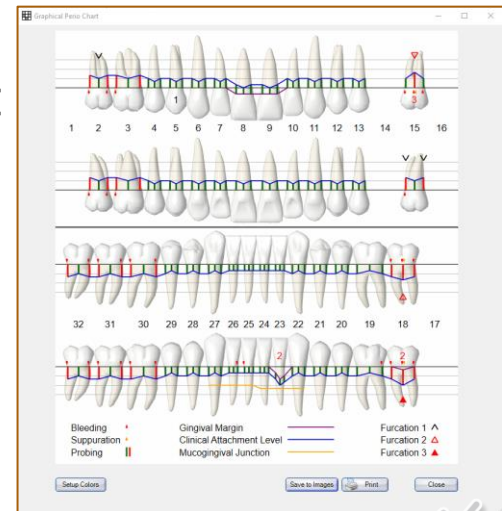 Graphical Perio Chart
1
3
1 2 3 4 5 6 7 8 9 10 11 12 13 14 15 16
32 31 30 29 28 27 26 25 24 23 22 21 20 19 18 17
2 2
Bleeding Gingival Margin Furcation 1
Suppuration Clinical Attachment Level Furcation 2
Probing Mucogingival Junction Furcation 3
Setup Colors Save to Images Print Close